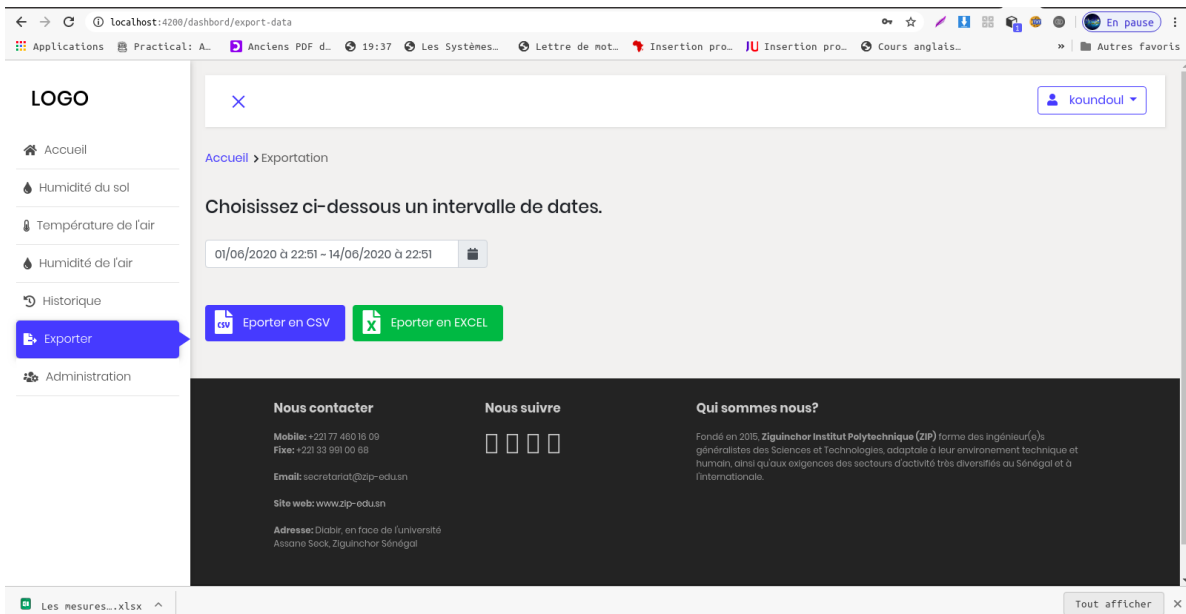 localhost:4200/dashbord/export-data
En pause
Applications
Practical: A…
Anciens PDF d…
19:37
Les Systèmes…
Lettre de mot…
Insertion pro…
Insertion pro…
Cours anglais…
»
Autres favoris
LOGO
koundoul
Accueil
Humidité du sol
Température de l'air
Humidité de l'air
Historique
Exporter
Administration
Accueil > Exportation
Choisissez ci-dessous un intervalle de dates.
01/06/2020 à 22:51 ~ 14/06/2020 à 22:51
CSV Eporter en CSV
X Eporter en EXCEL
Nous contacter
Mobile: +221 77 460 16 09
Fixe: +221 33 991 00 68
Email: secretariat@zip-edu.sn
Site web: www.zip-edu.sn
Adresse: Diabir, en face de l'université
Assane Seck, Ziguinchor Sénégal
Nous suivre
Qui sommes nous?
Fondé en 2015, Ziguinchor Institut Polytechnique (ZIP) forme des ingénieur(e)s
généralistes des Sciences et Technologies, adaptale à leur environement technique et
humain, ainsi qu'aux exigences des secteurs d'activité très diversifiés au Sénégal et à
l'internationale.
Les mesures….xlsx
Tout afficher